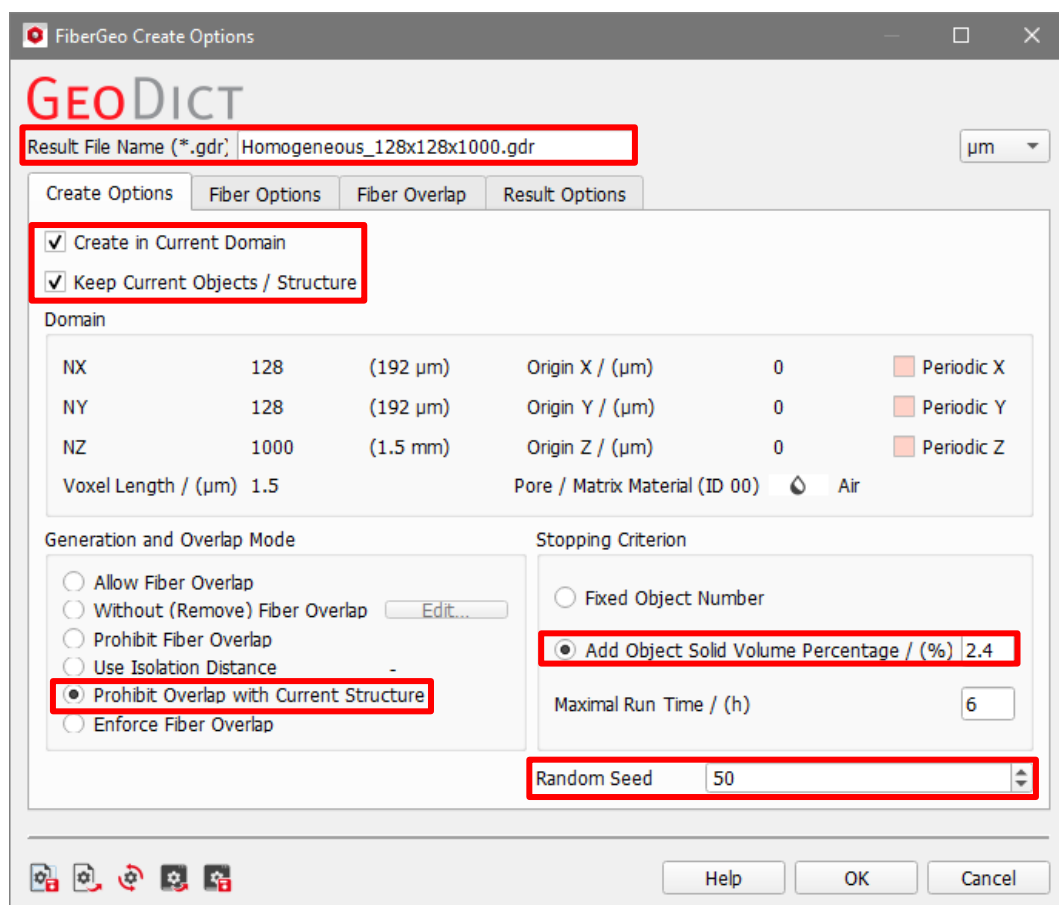 FiberGeo Create Options
GEODICT
Result File Name (*.gdr) Homogeneous_128x128x1000.gdr µm
Create Options Fiber Options Fiber Overlap Result Options
Create in Current Domain
Keep Current Objects / Structure
Domain
NX 128 (192 µm) Origin X / (µm) 0 Periodic X
NY 128 (192 µm) Origin Y / (µm) 0 Periodic Y
NZ 1000 (1.5 mm) Origin Z / (µm) 0 Periodic Z
Voxel Length / (µm) 1.5 Pore / Matrix Material (ID 00) Air
Generation and Overlap Mode
Allow Fiber Overlap
Without (Remove) Fiber Overlap Edit...
Prohibit Fiber Overlap
Use Isolation Distance -
Prohibit Overlap with Current Structure
Enforce Fiber Overlap
Stopping Criterion
Fixed Object Number
Add Object Solid Volume Percentage / (%) 2.4
Maximal Run Time / (h) 6
Random Seed 50
Help OK Cancel